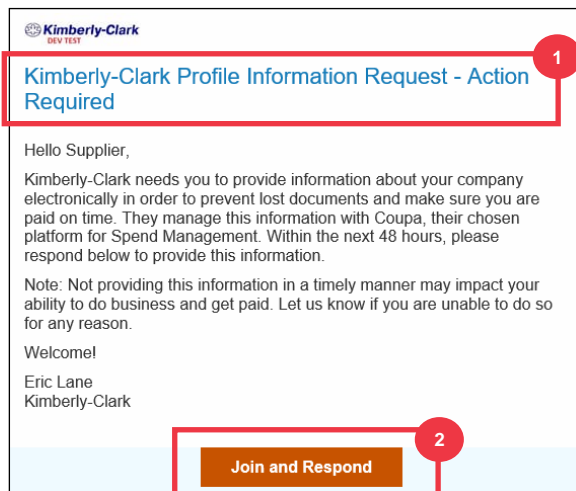 Kimberly-Clark
DEV TEST
1
Kimberly-Clark Profile Information Request - Action
Required
Hello Supplier,
Kimberly-Clark needs you to provide information about your company
electronically in order to prevent lost documents and make sure you are
paid on time. They manage this information with Coupa, their chosen
platform for Spend Management. Within the next 48 hours, please
respond below to provide this information.
Note: Not providing this information in a timely manner may impact your
ability to do business and get paid. Let us know if you are unable to do so
for any reason.
Welcome!
Eric Lane
Kimberly-Clark
2
Join and Respond